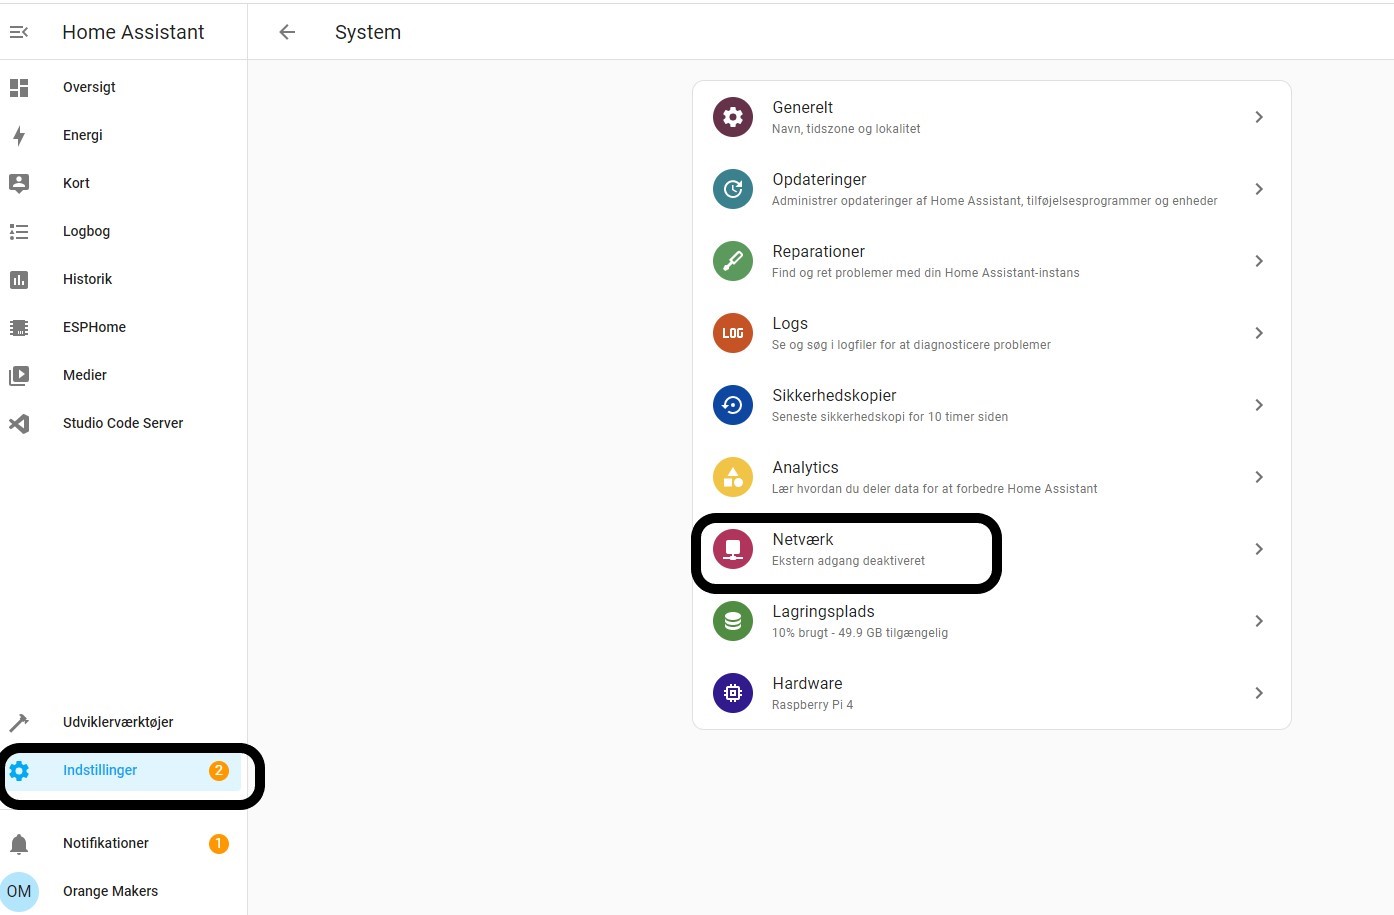 Home Assistant
System
Oversigt
Energi
Kort
Logbog
Historik
ESPHome
Medier
Studio Code Server
Udviklerværktøjer
Indstillinger
2
Notifikationer
1
OM
Orange Makers
Generelt
Navn, tidszone og lokalitet
Opdateringer
Administrer opdateringer af Home Assistant, tilføjelsesprogrammer og enheder
Reparationer
Find og ret problemer med din Home Assistant-instans
LOG
Logs
Se og søg i logfiler for at diagnosticere problemer
Sikkerhedskopier
Seneste sikkerhedskopi for 10 timer siden
Analytics
Lær hvordan du deler data for at forbedre Home Assistant
Netværk
Ekstern adgang deaktiveret
Lagringsplads
10% brugt - 49.9 GB tilgængelig
Hardware
Raspberry Pi 4